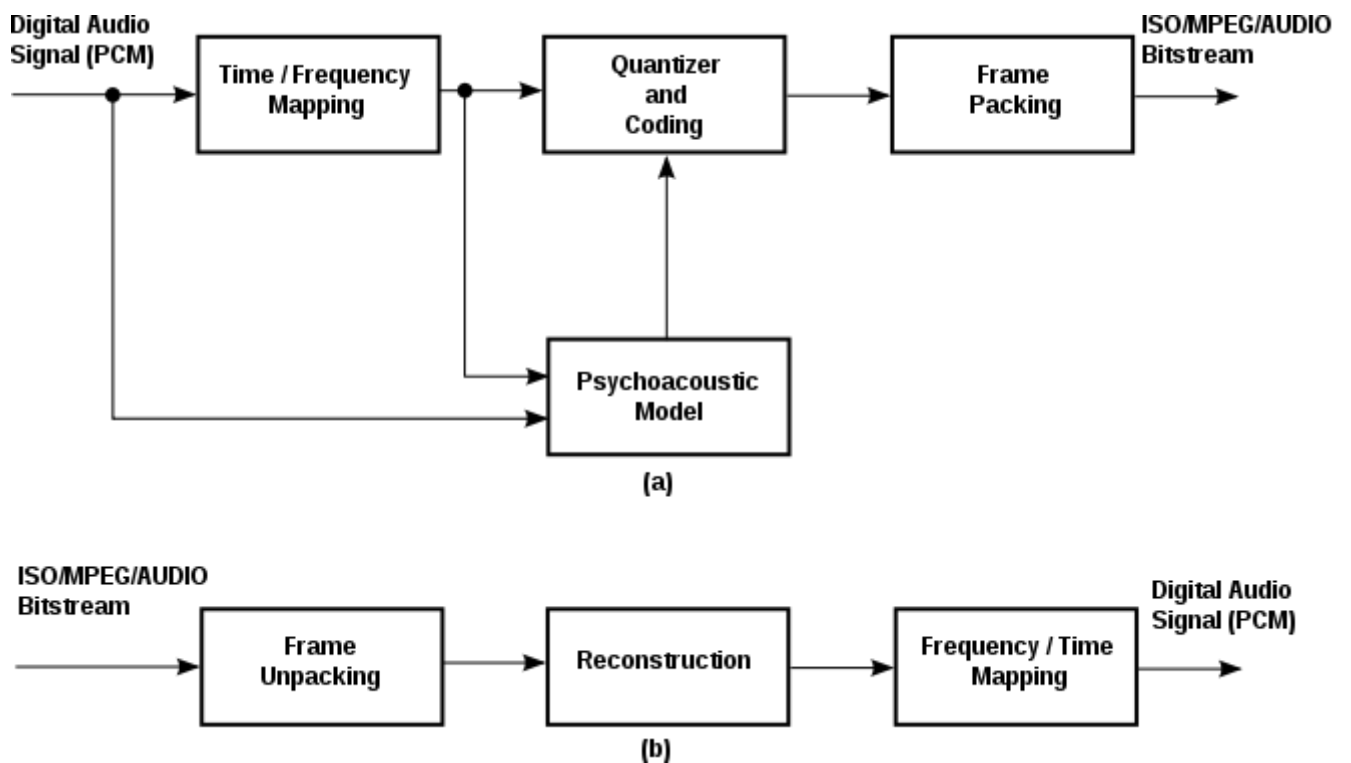 Digital Audio
Signal (PCM)
Time / Frequency
Mapping
Quantizer
and
Coding
Frame
Packing
ISO/MPEG/AUDIO
Bitstream
Psychoacoustic
Model
(a)
ISO/MPEG/AUDIO
Bitstream
Frame
Unpacking
Reconstruction
Frequency / Time
Mapping
Digital Audio
Signal (PCM)
(b)